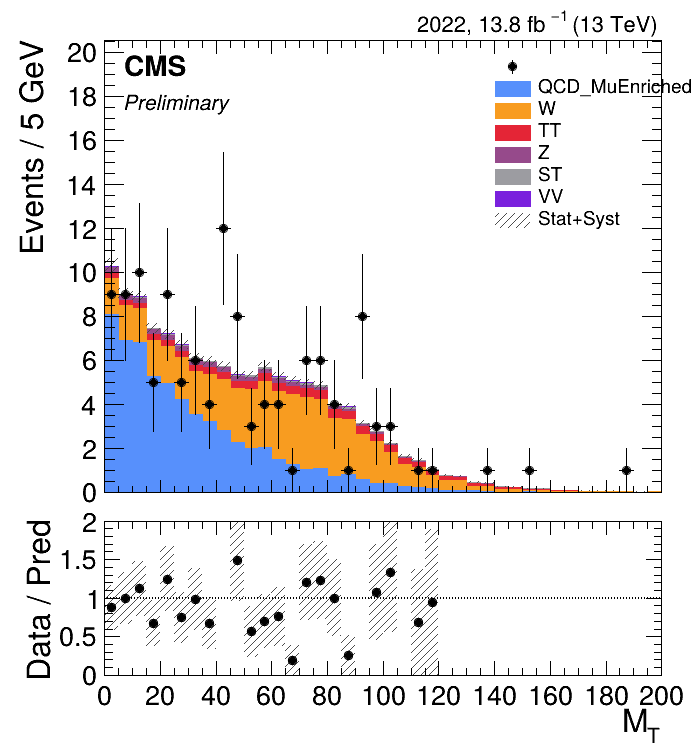 2022, 13.8 fb⁻¹ (13 TeV)
CMS
Preliminary
QCD_MuEnriched
W
TT
Z
ST
VV
Stat+Syst
Events / 5 GeV
20
18
16
14
12
10
8
6
4
2
0
Data / Pred
2
1.5
1
0.5
0
0 20 40 60 80 100 120 140 160 180 200
M_T